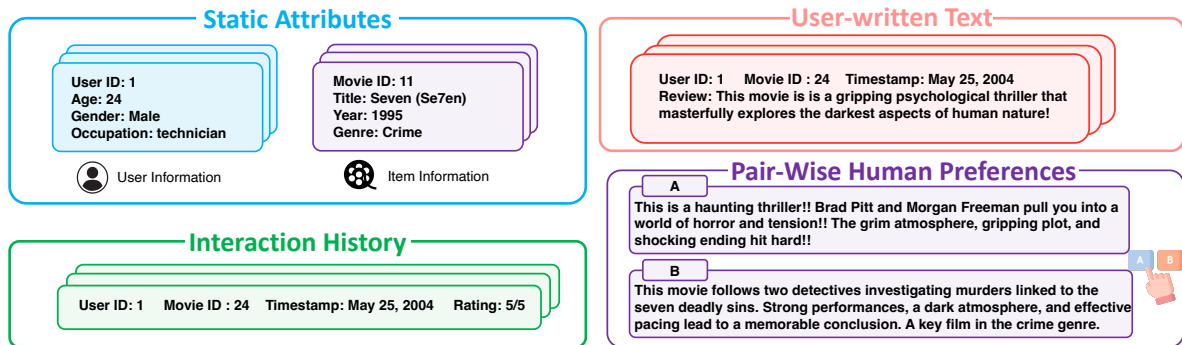 Static Attributes
User ID: 1
Age: 24
Gender: Male
Occupation: technician
User Information
Movie ID: 11
Title: Seven (Se7en)
Year: 1995
Genre: Crime
Item Information
Interaction History
User ID: 1 Movie ID : 24 Timestamp: May 25, 2004 Rating: 5/5
User-written Text
User ID: 1 Movie ID : 24 Timestamp: May 25, 2004
Review: This movie is is a gripping psychological thriller that
masterfully explores the darkest aspects of human nature!
Pair-Wise Human Preferences
A
This is a haunting thriller!! Brad Pitt and Morgan Freeman pull you into a
world of horror and tension!! The grim atmosphere, gripping plot, and
shocking ending hit hard!!
B
This movie follows two detectives investigating murders linked to the
seven deadly sins. Strong performances, a dark atmosphere, and effective
pacing lead to a memorable conclusion. A key film in the crime genre.
A B